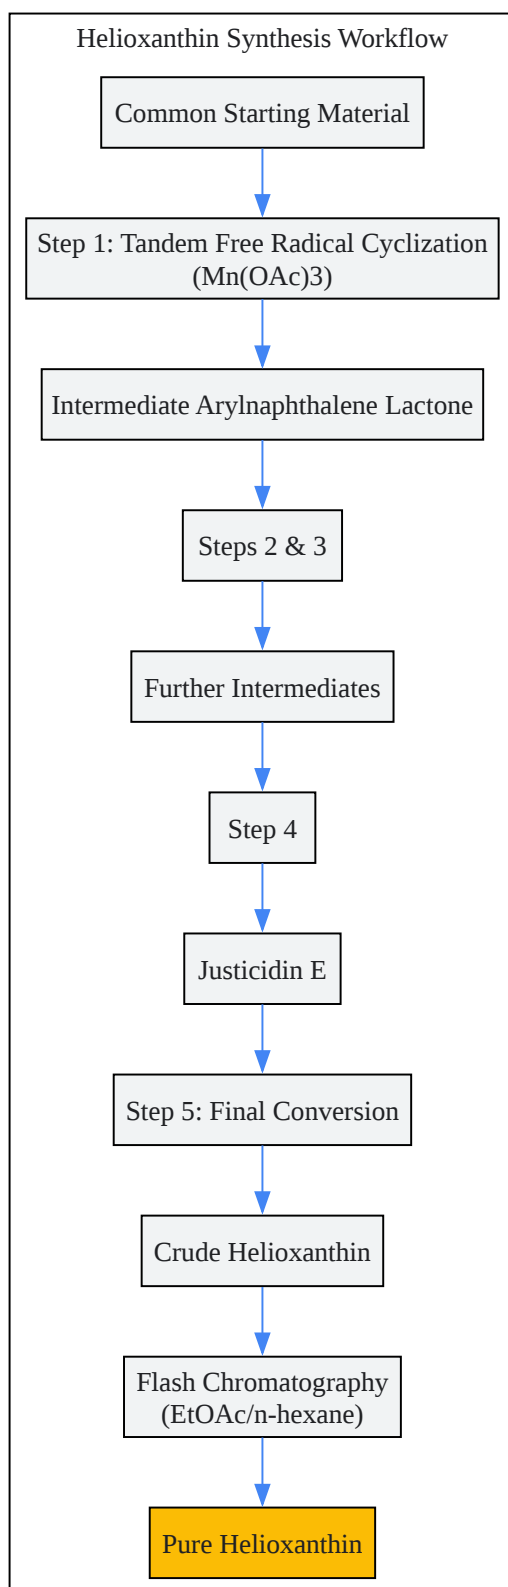 Helioxanthin Synthesis Workflow
Common Starting Material
Step 1: Tandem Free Radical Cyclization
(Mn(OAc)3)
Intermediate Arylnaphthalene Lactone
Steps 2 & 3
Further Intermediates
Step 4
Justicidin E
Step 5: Final Conversion
Crude Helioxanthin
Flash Chromatography
(EtOAc/n-hexane)
Pure Helioxanthin